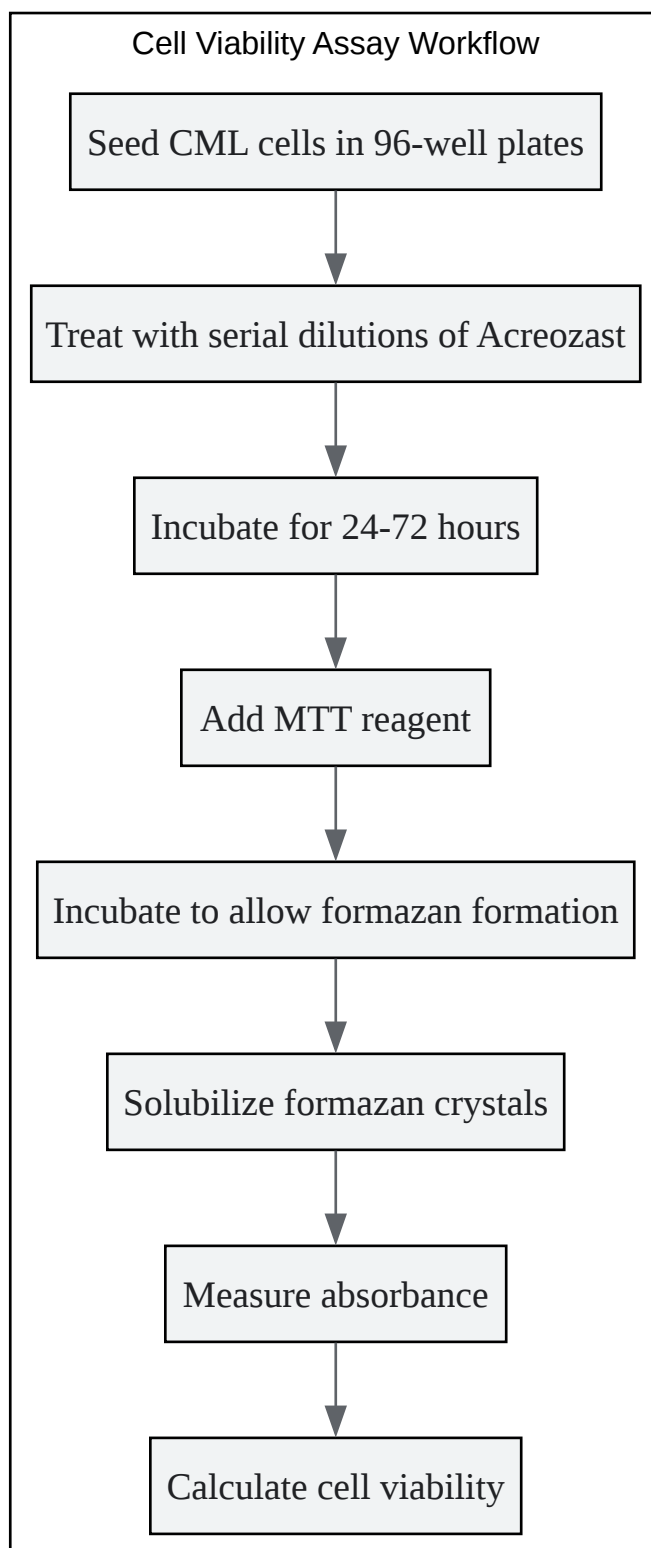 Cell Viability Assay Workflow
Seed CML cells in 96-well plates
Treat with serial dilutions of Acreozast
Incubate for 24-72 hours
Add MTT reagent
Incubate to allow formazan formation
Solubilize formazan crystals
Measure absorbance
Calculate cell viability